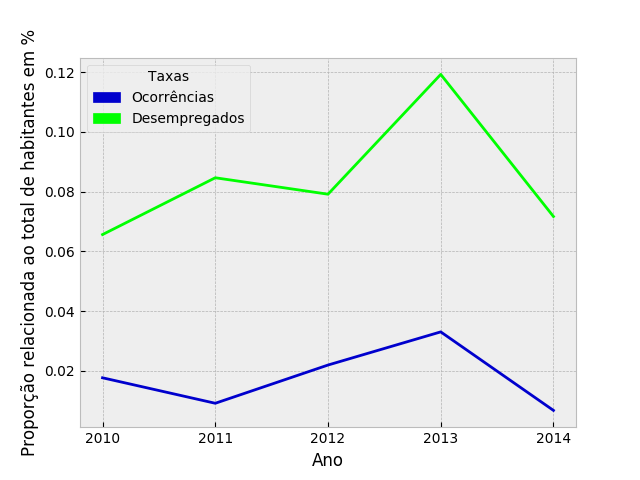 Proporção relacionada ao total de habitantes em %
0.12
0.10
0.08
0.06
0.04
0.02
Taxas
Ocorrências
Desempregados
2010 2011 2012 2013 2014
Ano